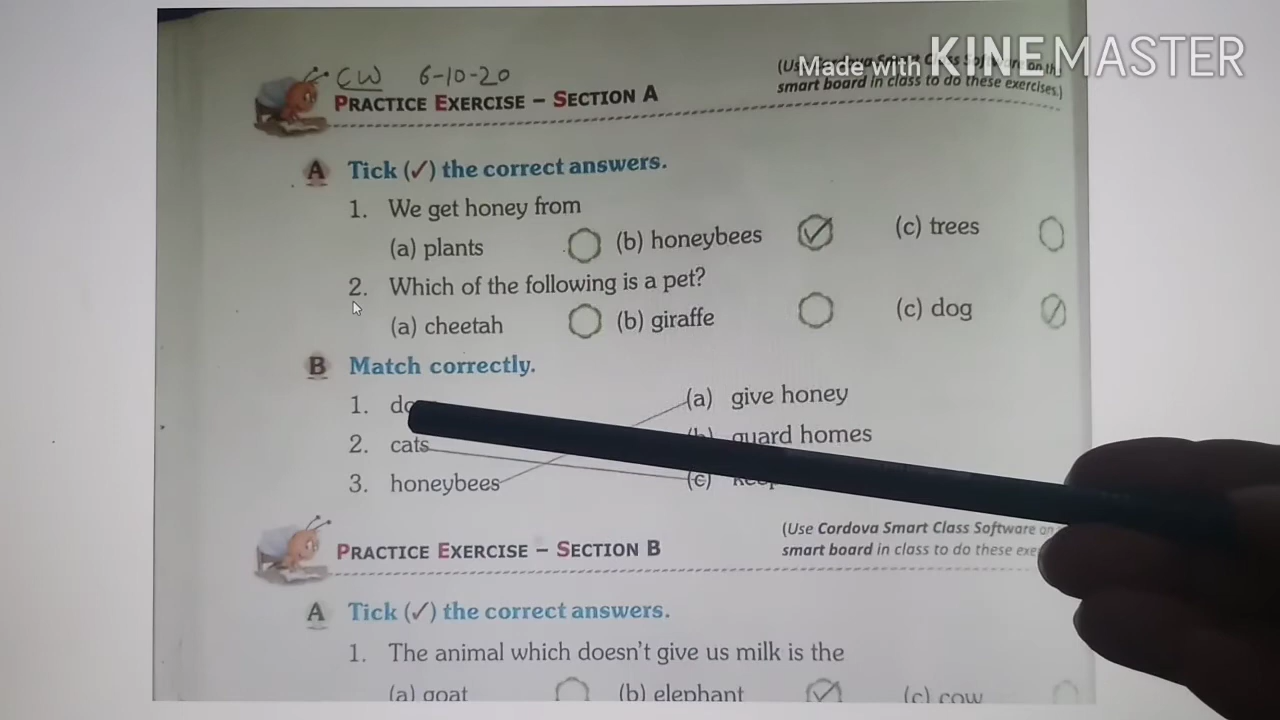 Made with KINEMASTER
CW 6-10-20
PRACTICE EXERCISE – SECTION A
smart board in class to do these exercises.)
A Tick (✓) the correct answers.
1. We get honey from
(a) plants (b) honeybees (c) trees
2. Which of the following is a pet?
(a) cheetah (b) giraffe (c) dog
B Match correctly.
1. (a) give honey
2. cats (b) guard homes
3. honeybees (c)
PRACTICE EXERCISE – SECTION B
(Use Cordova Smart Class Software on
smart board in class to do these
A Tick (✓) the correct answers.
1. The animal which doesn't give us milk is the
(a) goat (b) elephant (c) cow